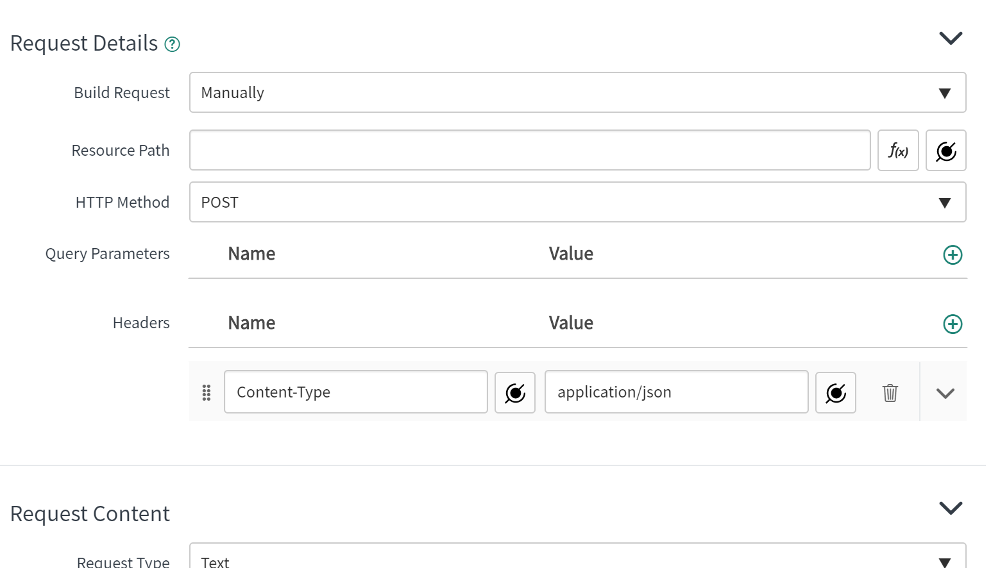 Request Details ?
Build Request Manually
Resource Path f(x)
HTTP Method POST
Query Parameters Name Value
Headers Name Value
Content-Type application/json
Request Content
Request Type Text